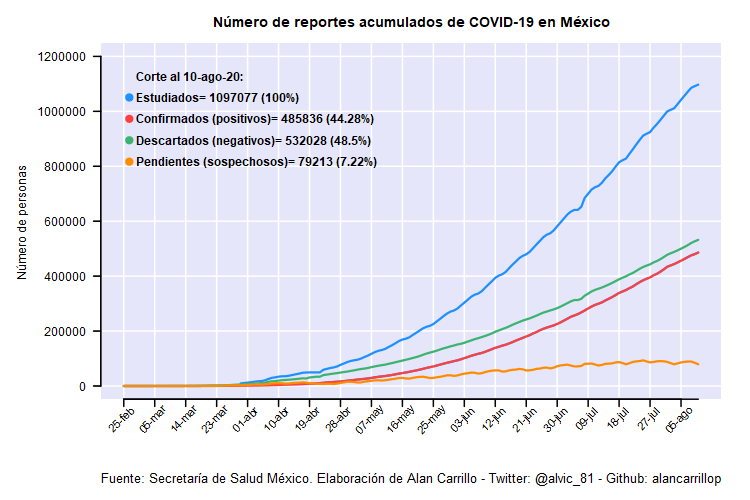 Número de reportes acumulados de COVID-19 en México
Número de personas
1200000
1000000
800000
600000
400000
200000
0
Corte al 10-ago-20:
Estudiados= 1097077 (100%)
Confirmados (positivos)= 485836 (44.28%)
Descartados (negativos)= 532028 (48.5%)
Pendientes (sospechosos)= 79213 (7.22%)
25-feb
05-mar
14-mar
23-mar
01-abr
10-abr
19-abr
28-abr
07-may
16-may
25-may
03-jun
12-jun
21-jun
30-jun
09-jul
18-jul
27-jul
05-ago
Fuente: Secretaría de Salud México. Elaboración de Alan Carrillo - Twitter: @alvic_81 - Github: alancarrillop